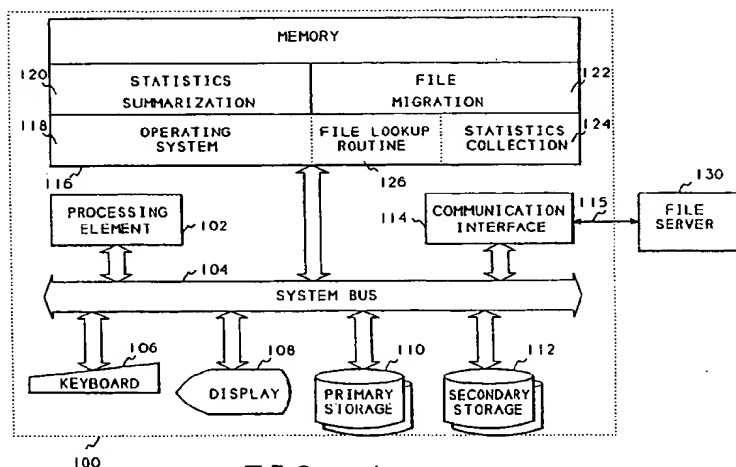 MEMORY
120
STATISTICS
SUMMARIZATION
FILE
MIGRATION
122
118
OPERATING
SYSTEM
FILE LOOKUP
ROUTINE
STATISTICS
COLLECTION
124
116
126
130
PROCESSING
ELEMENT
102
114
COMMUNICATION
INTERFACE
115
FILE
SERVER
104
SYSTEM BUS
106
KEYBOARD
108
DISPLAY
110
PRIMARY
STORAGE
112
SECONDARY
STORAGE
100